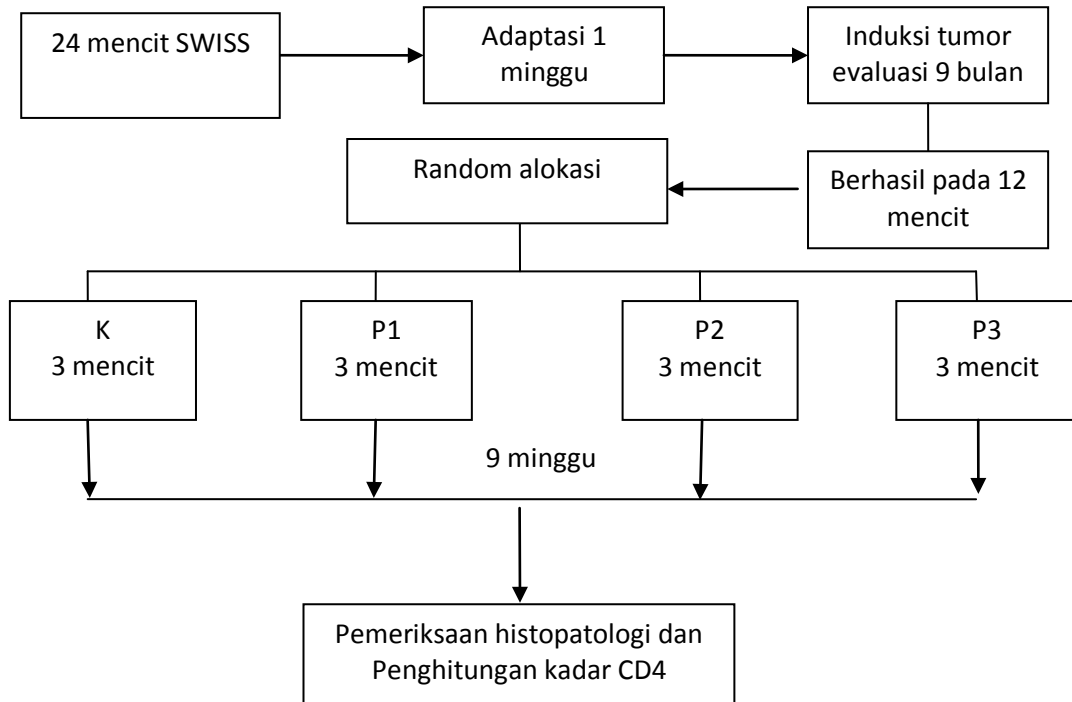 24 mencit SWISS
Adaptasi 1
minggu
Induksi tumor
evaluasi 9 bulan
Berhasil pada 12
mencit
Random alokasi
K
3 mencit
P1
3 mencit
P2
3 mencit
P3
3 mencit
9 minggu
Pemeriksaan histopatologi dan
Penghitungan kadar CD4